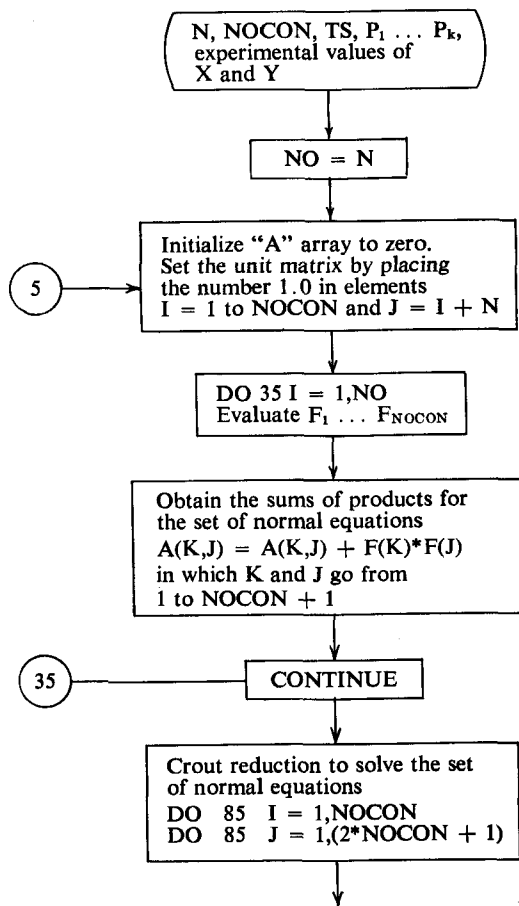 N, NOCON, TS, P₁ ... Pₖ,
experimental values of
X and Y
NO = N
Initialize “A” array to zero.
Set the unit matrix by placing
the number 1.0 in elements
I = 1 to NOCON and J = I + N
5
DO 35 I = 1,NO
Evaluate F₁ ... F_NOCON
Obtain the sums of products for
the set of normal equations
A(K,J) = A(K,J) + F(K)*F(J)
in which K and J go from
1 to NOCON + 1
35
CONTINUE
Crout reduction to solve the set
of normal equations
DO 85 I = 1,NOCON
DO 85 J = 1,(2*NOCON + 1)